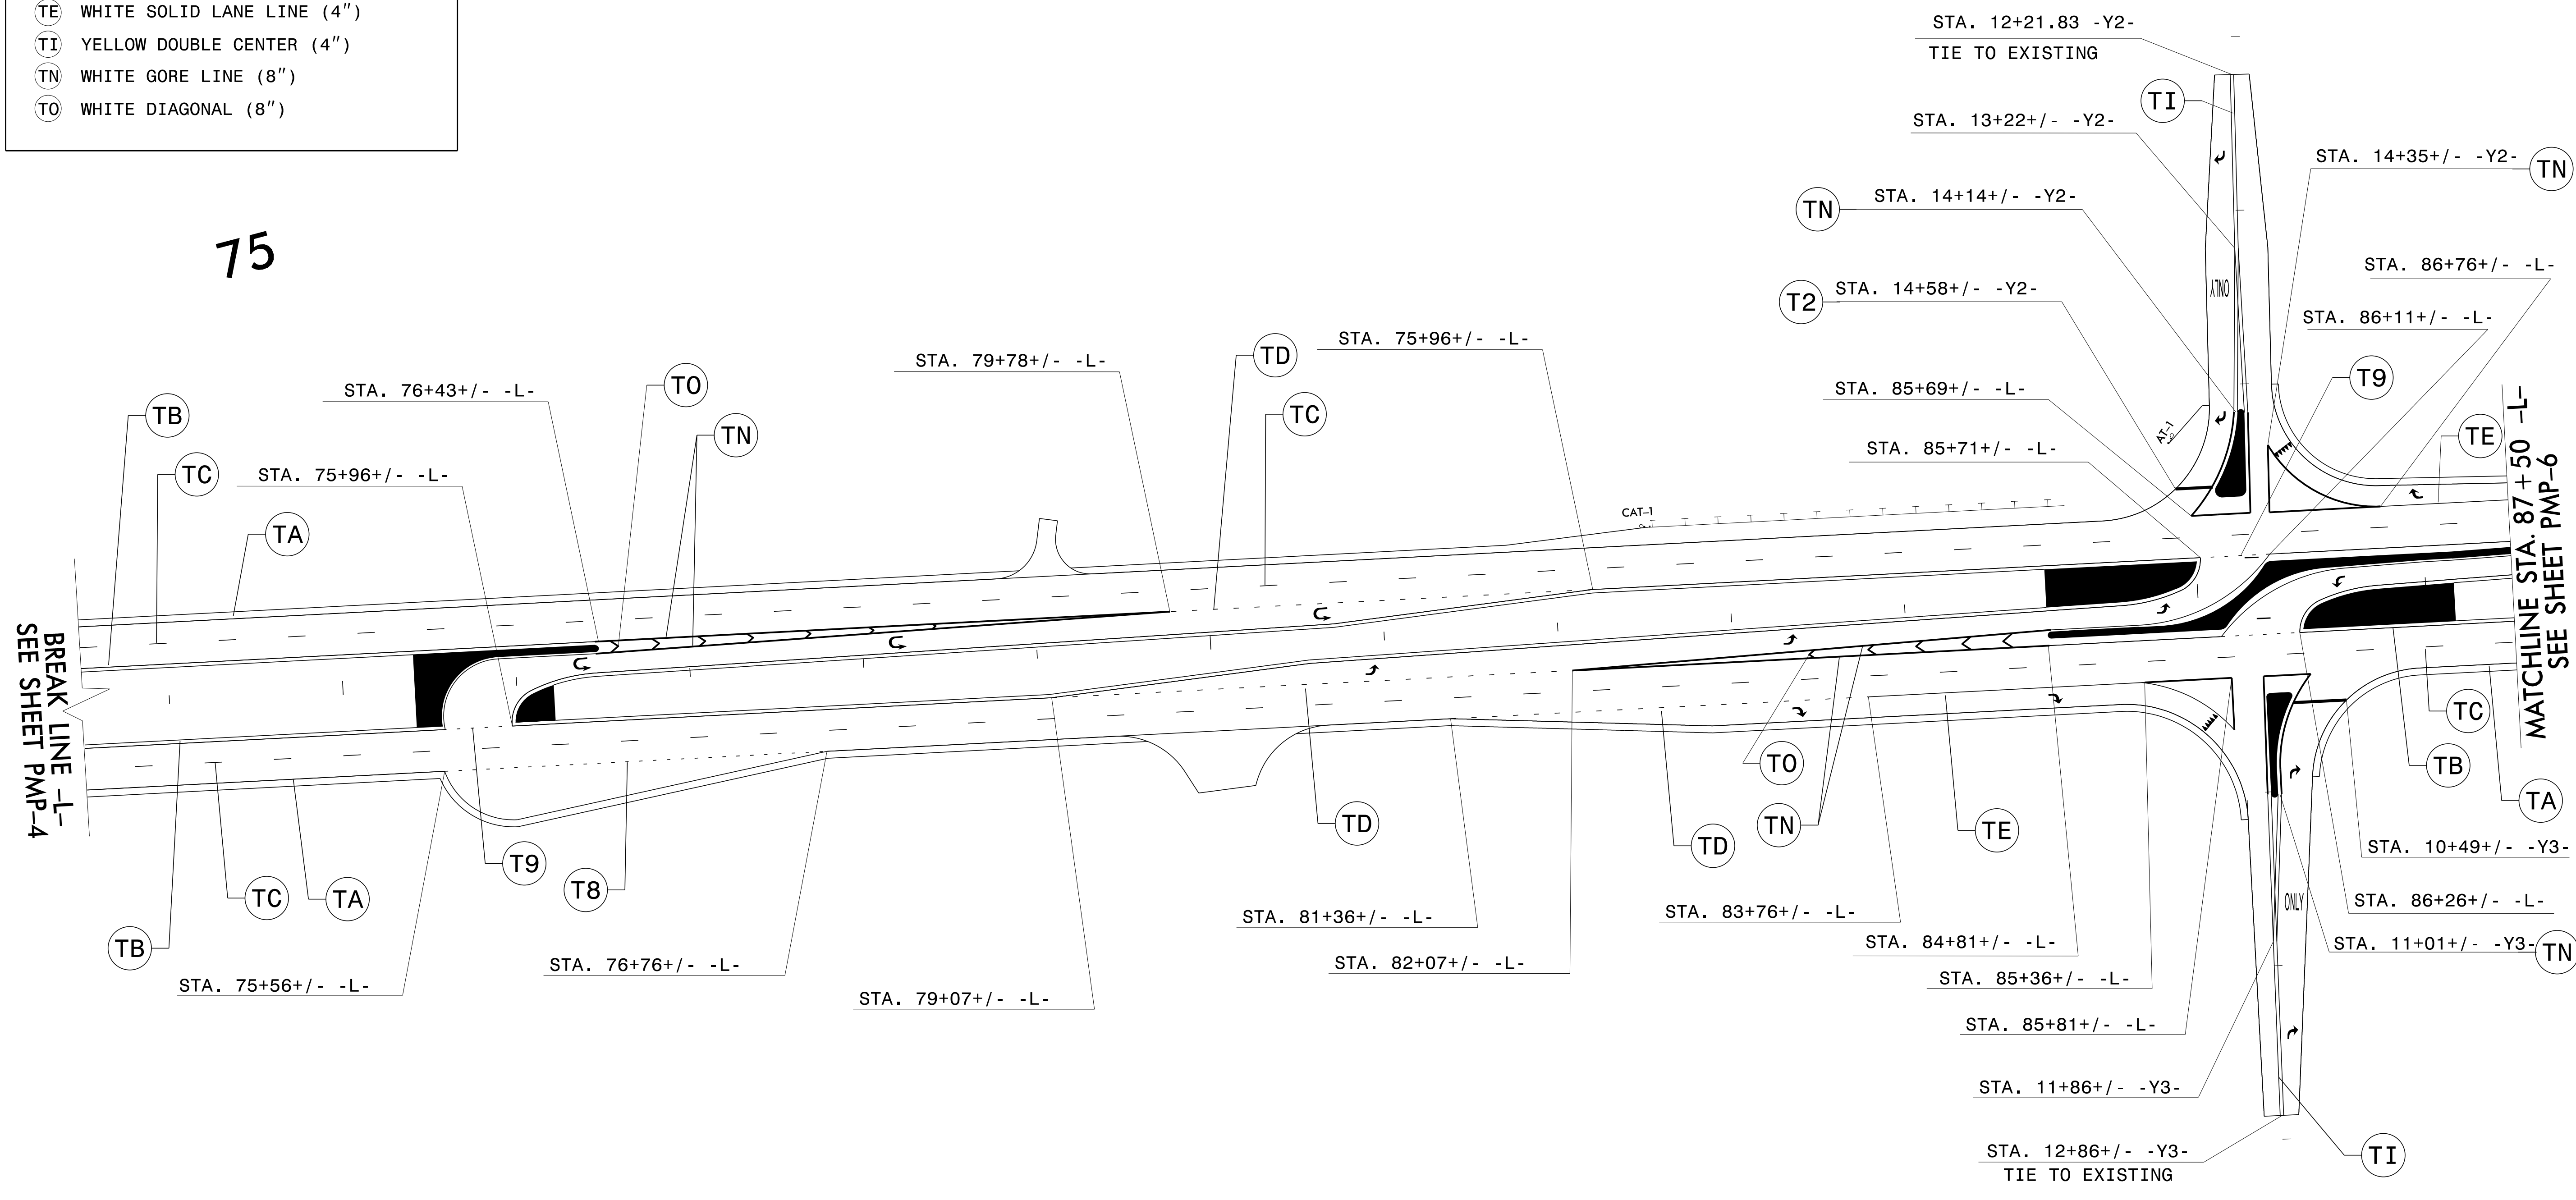 TE WHITE SOLID LANE LINE (4")
TI YELLOW DOUBLE CENTER (4")
TN WHITE GORE LINE (8")
TO WHITE DIAGONAL (8")
75
STA. 12+21.83 -Y2-
TIE TO EXISTING
TI
STA. 13+22+/- -Y2-
STA. 14+35+/- -Y2-
TN
TN
STA. 14+14+/- -Y2-
STA. 86+76+/- -L-
T2
STA. 14+58+/- -Y2-
ONLY
STA. 86+11+/- -L-
STA. 79+78+/- -L-
TD
STA. 75+96+/- -L-
T9
STA. 76+43+/- -L-
TO
STA. 85+69+/- -L-
TB
TC
TN
AT-1
TE
STA. 85+71+/- -L-
TC
STA. 75+96+/- -L-
TA
CAT-1
BREAK LINE -L-
SEE SHEET PMP-4
MATCHLINE STA. 87+50 -L-
SEE SHEET PMP-6
TC
TO
TB
TA
TD
TN
TE
TD
STA. 10+49+/- -Y3-
T9
T8
TC
TA
STA. 86+26+/- -L-
ONLY
STA. 81+36+/- -L-
STA. 83+76+/- -L-
TB
STA. 84+81+/- -L-
STA. 11+01+/- -Y3-
TN
STA. 76+76+/- -L-
STA. 82+07+/- -L-
STA. 75+56+/- -L-
STA. 85+36+/- -L-
STA. 79+07+/- -L-
STA. 85+81+/- -L-
STA. 11+86+/- -Y3-
STA. 12+86+/- -Y3-
TIE TO EXISTING
TI